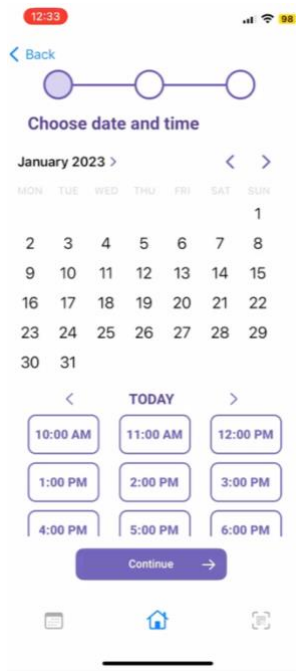 12:33
98
Back
Choose date and time
January 2023 >
MON TUE WED THU FRI SAT SUN
1
2 3 4 5 6 7 8
9 10 11 12 13 14 15
16 17 18 19 20 21 22
23 24 25 26 27 28 29
30 31
TODAY
10:00 AM 11:00 AM 12:00 PM
1:00 PM 2:00 PM 3:00 PM
4:00 PM 5:00 PM 6:00 PM
Continue